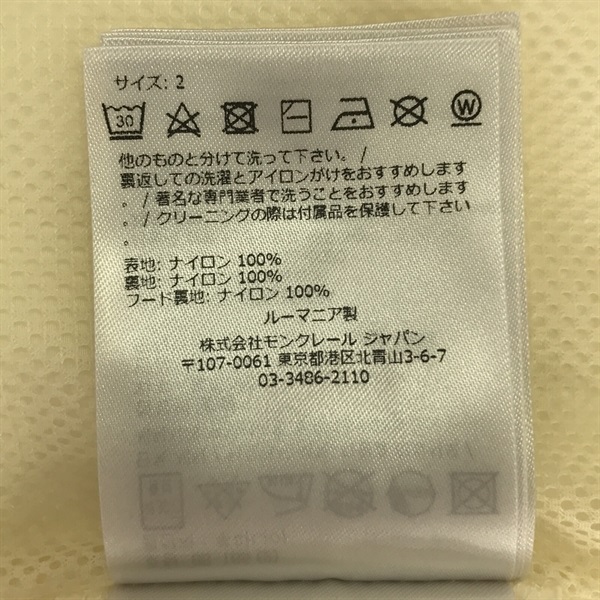 サイズ: 2
30
W
他のものと分けて洗って下さい。 /
裏返しての洗濯とアイロンがけをおすすめします
。 / 著名な専門業者で洗うことをおすすめします
。 / クリーニングの際は付属品を保護して下さい
。
表地: ナイロン 100%
裏地: ナイロン 100%
フード裏地: ナイロン 100%
ルーマニア製
株式会社モンクレール ジャパン
〒107-0061 東京都港区北青山3-6-7
03-3486-2110